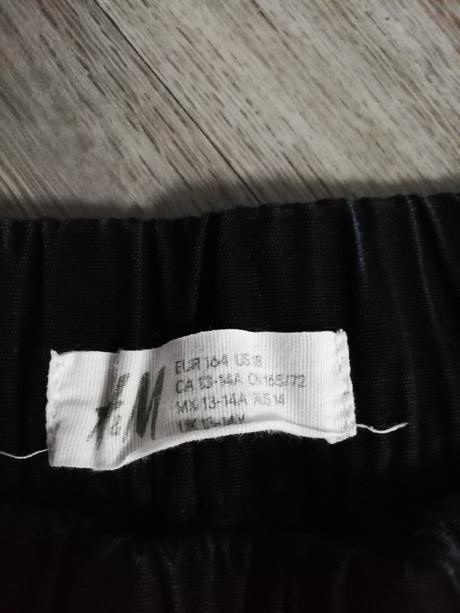 H&M
EUR 164 US 18
CA 13-14A CN 165/72
MX 13-14A AUS 14
UK 13-14Y